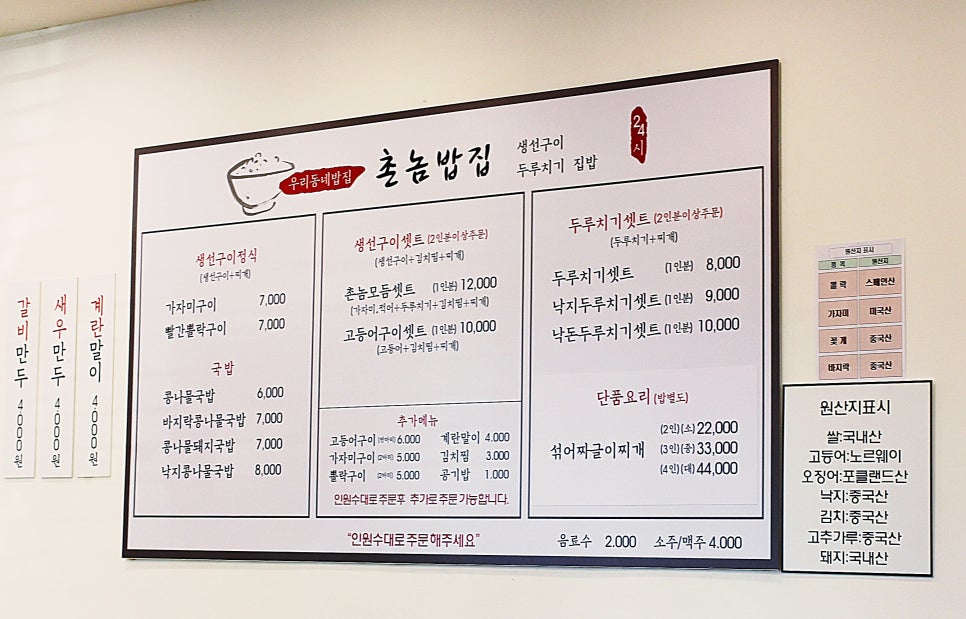 갈비만두 4000원
새우만두 4000원
계란말이 4000원
우리동네밥집
촌놈밥집
생선구이
두루치기 집밥
24시
생선구이정식
(생선구이+찌개)
가자미구이 7,000
빨간뽈락구이 7,000
국밥
콩나물국밥 6,000
바지락콩나물국밥 7,000
콩나물돼지국밥 7,000
낙지콩나물국밥 8,000
생선구이셋트 (2인분이상주문)
(생선구이+김치찜+찌개)
촌놈모듬셋트 (1인분) 12,000
(가자미,적어+두루치기+김치찜+찌개)
고등어구이셋트 (1인분) 10,000
(고등어+김치찜+찌개)
추가메뉴
고등어구이 6.000 계란말이 4.000
가자미구이 5.000 김치찜 3.000
뽈락구이 5.000 공기밥 1.000
인원수대로 주문후 추가로 주문 가능합니다.
두루치기셋트 (2인분이상주문)
(두루치기+찌개)
두루치기셋트 (1인분) 8,000
낙지두루치기셋트 (1인분) 9,000
낙돈두루치기셋트 (1인분) 10,000
단품요리 (밥별도)
섞어짜글이찌개
(2인)(소) 22,000
(3인)(중) 33,000
(4인)(대) 44,000
"인원수대로 주문 해주세요"
음료수 2.000 소주/맥주 4.000
원산지 표시
품 목 원산지
뽈 락 스페인산
가자미 미국산
꽃 게 중국산
바지락 중국산
원산지표시
쌀:국내산
고등어:노르웨이
오징어:포클랜드산
낙지:중국산
김치:중국산
고추가루:중국산
돼지:국내산